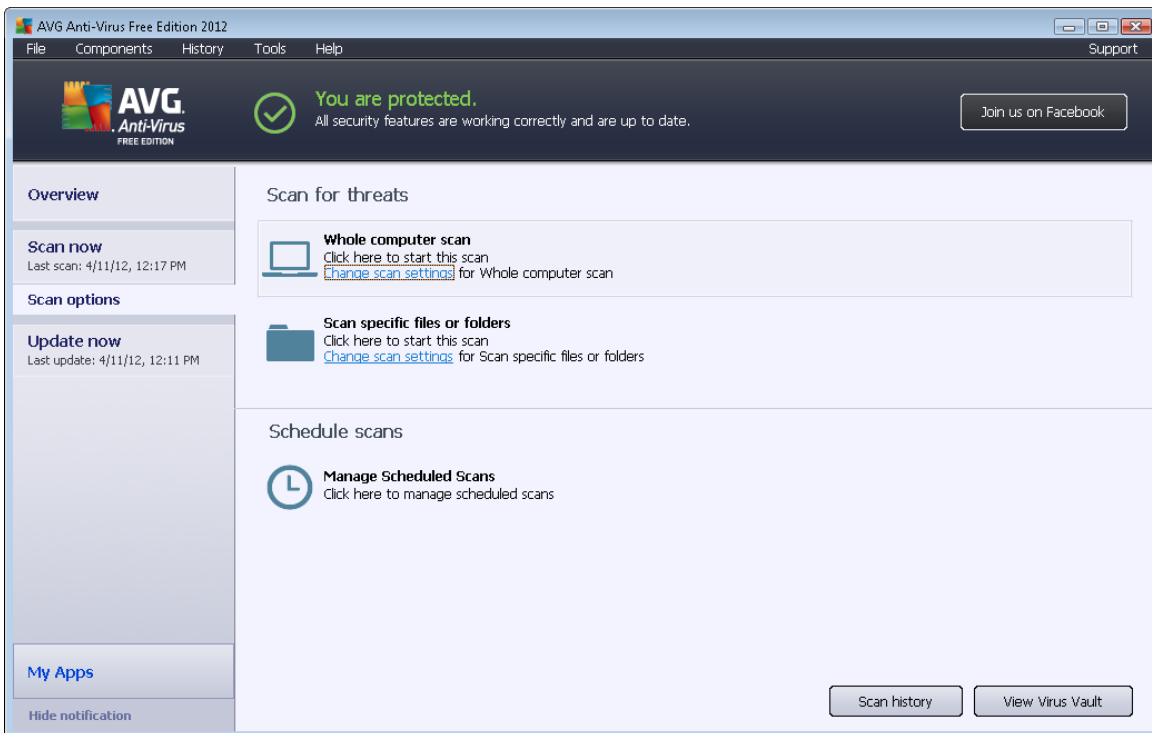 AVG Anti-Virus Free Edition 2012
File Components History Tools Help Support
AVG.
Anti-Virus
FREE EDITION
You are protected.
All security features are working correctly and are up to date.
Join us on Facebook
Overview
Scan now
Last scan: 4/11/12, 12:17 PM
Scan options
Update now
Last update: 4/11/12, 12:11 PM
My Apps
Hide notification
Scan for threats
Whole computer scan
Click here to start this scan
Change scan settings for Whole computer scan
Scan specific files or folders
Click here to start this scan
Change scan settings for Scan specific files or folders
Schedule scans
Manage Scheduled Scans
Click here to manage scheduled scans
Scan history
View Virus Vault